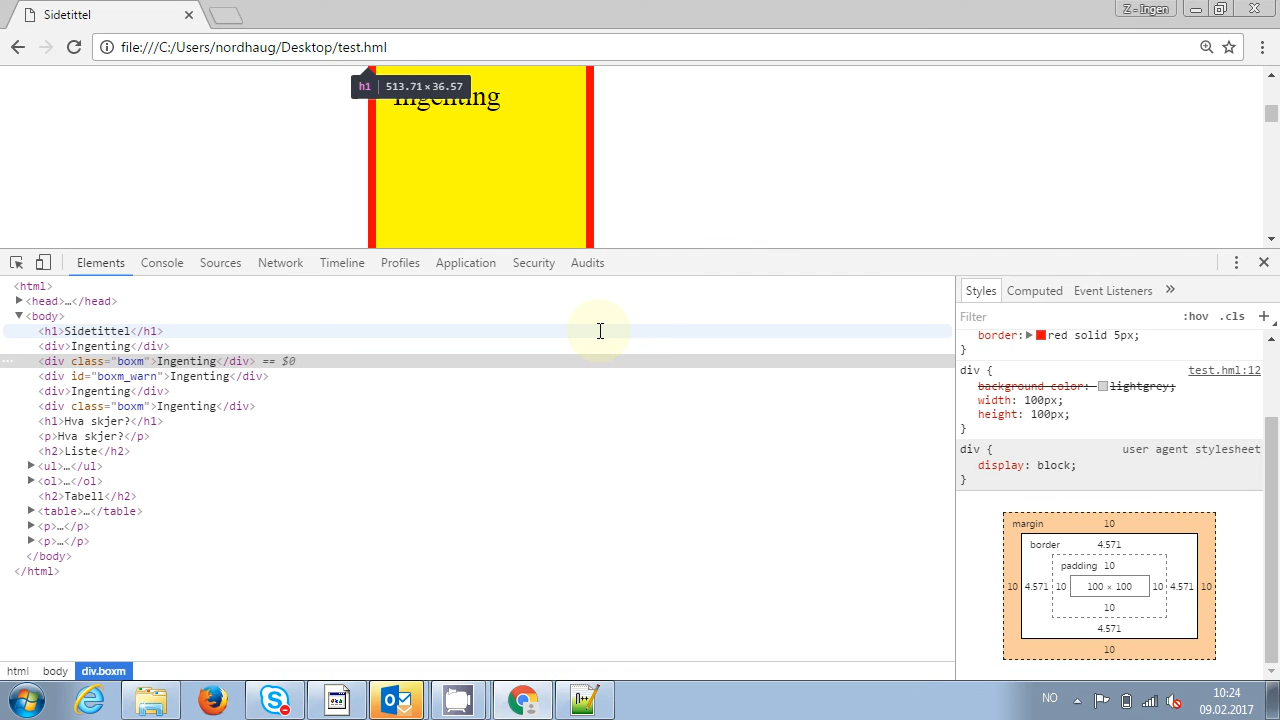 Sidetittel
Z - Ingen
file:///C:/Users/nordhaug/Desktop/test.hml
h1 513.71×36.57
Ingenting
Elements Console Sources Network Timeline Profiles Application Security Audits
<html>
<head>…</head>
<body>
<h1>Sidetittel</h1>
<div>Ingenting</div>
<div class="boxm">Ingenting</div> == $0
<div id="boxm_warn">Ingenting</div>
<div>Ingenting</div>
<div class="boxm">Ingenting</div>
<h1>Hva skjer?</h1>
<p>Hva skjer?</p>
<h2>Liste</h2>
<ul>…</ul>
<ol>…</ol>
<h2>Tabell</h2>
<table>…</table>
<p>…</p>
<p>…</p>
</body>
</html>
html body div.boxm
Styles Computed Event Listeners »
Filter :hov .cls +
border: red solid 5px;
}
div { test.hml:12
background-color: lightgrey;
width: 100px;
height: 100px;
}
div { user agent stylesheet
display: block;
}
margin 10
border 4.571
padding 10
10 4.571 10 100 × 100 10 4.571 10
10
4.571
10
NO
10:24
09.02.2017